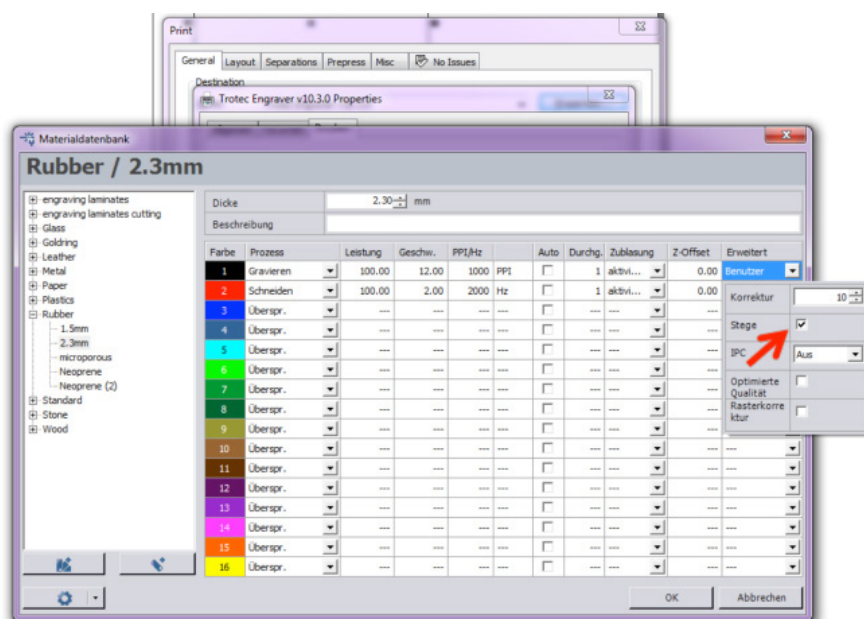 Print
General Layout Separations Prepress Misc No Issues
Destination
Trotec Engraver v10.3.0 Properties
Materialdatenbank
Rubber / 2.3mm
engraving laminates
engraving laminates cutting
Glass
Goldring
Leather
Metal
Paper
Plastics
Rubber
1.5mm
2.3mm
microporous
Neoprene
Neoprene (2)
Standard
Stone
Wood
Dicke 2.30 mm
Beschreibung
Farbe Prozess Leistung Geschw. PPI/Hz Auto Durchg. Zublasung Z-Offset Erweitert
1 Gravieren 100.00 12.00 1000 PPI 1 aktivi... 0.00 Benutzer
2 Schneiden 100.00 2.00 2000 Hz 1 aktivi... 0.00
3 Überspr. --- --- --- --- --- --- ---
4 Überspr. --- --- --- --- --- --- ---
5 Überspr. --- --- --- --- --- --- ---
6 Überspr. --- --- --- --- --- --- ---
7 Überspr. --- --- --- --- --- --- ---
8 Überspr. --- --- --- --- --- --- ---
9 Überspr. --- --- --- --- --- --- ---
10 Überspr. --- --- --- --- --- --- --- ---
11 Überspr. --- --- --- --- --- --- --- ---
12 Überspr. --- --- --- --- --- --- --- ---
13 Überspr. --- --- --- --- --- --- --- ---
14 Überspr. --- --- --- --- --- --- --- ---
15 Überspr. --- --- --- --- --- --- --- ---
16 Überspr. --- --- --- --- --- --- --- ---
Korrektur 10
Stege
IPC Aus
Optimierte
Qualität
Rasterkorre
ktur
OK Abbrechen